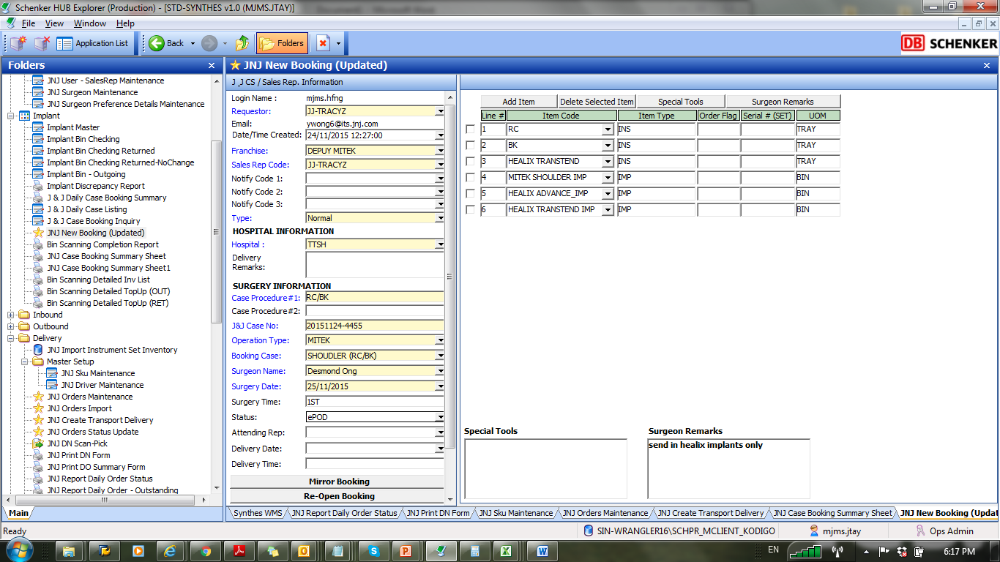 Schenker HUB Explorer (Production) - [STD-SYNTHES v1.0 (MJMS.JTAY)]
File View Window Help
Application List Back Folders
DB SCHENKER
Folders
JNJ User - SalesRep Maintenance
JNJ Surgeon Maintenance
JNJ Surgeon Preference Details Maintenance
Implant
Implant Master
Implant Bin Checking
Implant Bin Checking Returned
Implant Bin Checking Returned-NoChange
Implant Bin - Outgoing
Implant Discrepancy Report
J & J Daily Case Booking Summary
J & J Daily Case Listing
J & J Case Booking Inquiry
JNJ New Booking (Updated)
Bin Scanning Completion Report
JNJ Case Booking Summary Sheet
JNJ Case Booking Summary Sheet1
Bin Scanning Detailed Inv List
Bin Scanning Detailed TopUp (OUT)
Bin Scanning Detailed TopUp (RET)
Inbound
Outbound
Delivery
JNJ Import Instrument Set Inventory
Master Setup
JNJ Sku Maintenance
JNJ Driver Maintenance
JNJ Orders Maintenance
JNJ Orders Import
JNJ Create Transport Delivery
JNJ Orders Status Update
JNJ DN Scan-Pick
JNJ Print DN Form
JNJ Print DO Summary Form
JNJ Report Daily Order Status
JNJ Report Daily Order - Outstanding
Main
JNJ New Booking (Updated)
J _J CS / Sales Rep. Information
Login Name : mjms.hfng
Requestor: JJ-TRACYZ
Email: ywong6@its.jnj.com
Date/Time Created: 24/11/2015 12:27:00
Franchise: DEPUY MITEK
Sales Rep Code: JJ-TRACYZ
Notify Code 1:
Notify Code 2:
Notify Code 3:
Type: Normal
HOSPITAL INFORMATION
Hospital : TTSH
Delivery
Remarks:
SURGERY INFORMATION
Case Procedure#1: RC/BK
Case Procedure#2:
J&J Case No: 20151124-4455
Operation Type: MITEK
Booking Case: SHOUDLER (RC/BK)
Surgeon Name: Desmond Ong
Surgery Date: 25/11/2015
Surgery Time: 1ST
Status: ePOD
Attending Rep:
Delivery Date:
Delivery Time:
Mirror Booking
Re-Open Booking
Add Item Delete Selected Item Special Tools Surgeon Remarks
Line # Item Code Item Type Order Flag Serial # (SET) UOM
1 RC INS TRAY
2 BK INS TRAY
3 HEALIX TRANSTEND INS TRAY
4 MITEK SHOULDER IMP IMP BIN
5 HEALIX ADVANCE_IMP IMP BIN
6 HEALIX TRANSTEND IMP IMP BIN
Special Tools
Surgeon Remarks
send in healix implants only
Synthes WMS JNJ Report Daily Order Status JNJ Print DN Form JNJ Sku Maintenance JNJ Orders Maintenance JNJ Create Transport Delivery JNJ Case Booking Summary Sheet JNJ New Booking (Updat
Ready SIN-WRANGLER16\SCHPR_MCLIENT_KODIGO mjms.jtay Ops Admin
EN 6:17 PM